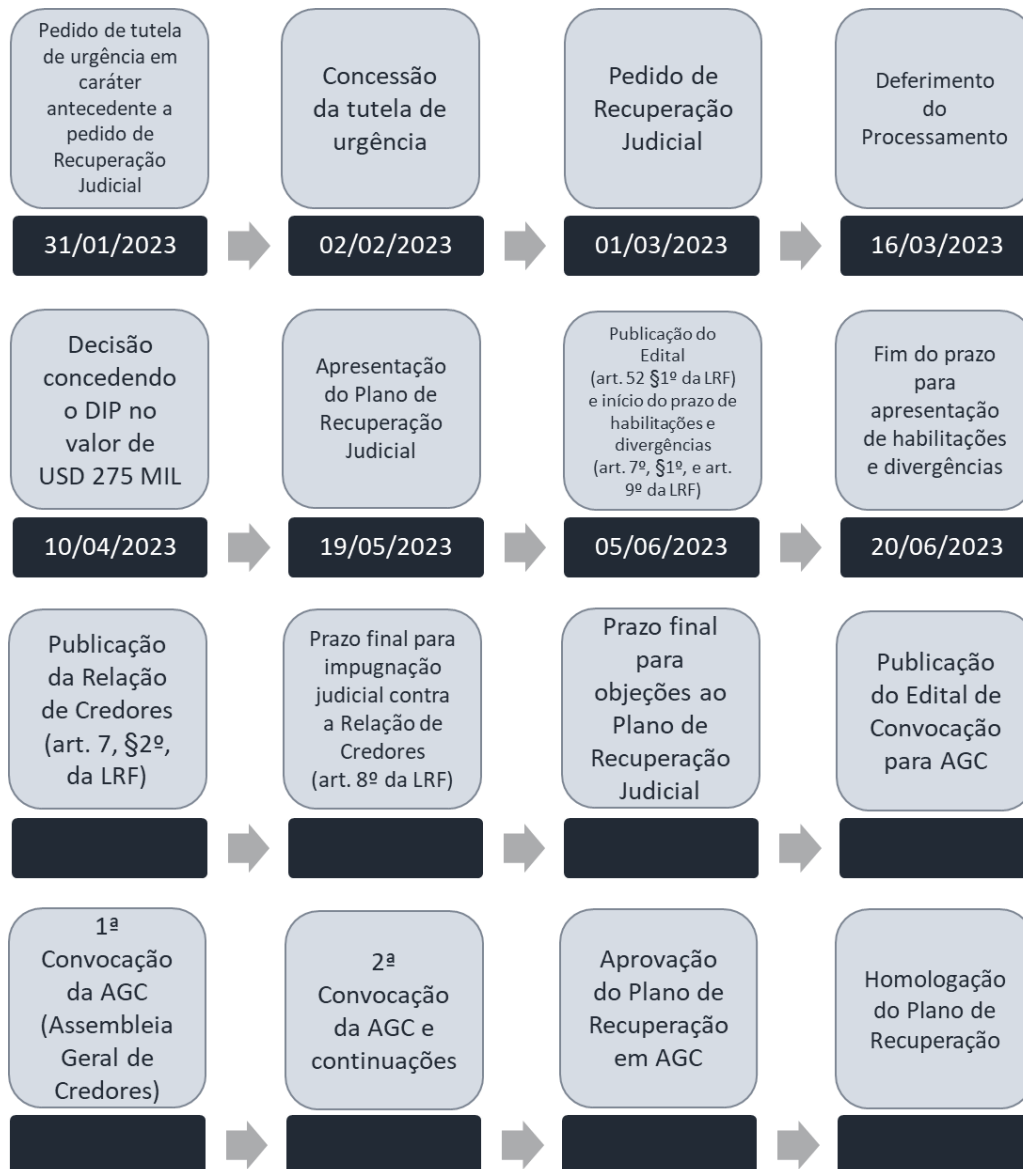 Pedido de tutela
de urgência em
caráter
antecedente a
pedido de
Recuperação
Judicial
31/01/2023
Concessão
da tutela de
urgência
02/02/2023
Pedido de
Recuperação
Judicial
01/03/2023
Deferimento
do
Processamento
16/03/2023
Decisão
concedendo
o DIP no
valor de
USD 275 MIL
10/04/2023
Apresentação
do Plano de
Recuperação
Judicial
19/05/2023
Publicação do
Edital
(art. 52 §1º da LRF)
e início do prazo de
habilitações e
divergências
(art. 7º, §1º, e art.
9º da LRF)
05/06/2023
Fim do prazo
para
apresentação
de habilitações
e divergências
20/06/2023
Publicação
da Relação
de Credores
(art. 7, §2º,
da LRF)
Prazo final para
impugnação
judicial contra
a Relação de
Credores
(art. 8º da LRF)
Prazo final
para
objeções ao
Plano de
Recuperação
Judicial
Publicação
do Edital de
Convocação
para AGC
1ª
Convocação
da AGC
(Assembleia
Geral de
Credores)
2ª
Convocação
da AGC e
continuações
Aprovação
do Plano de
Recuperação
em AGC
Homologação
do Plano de
Recuperação